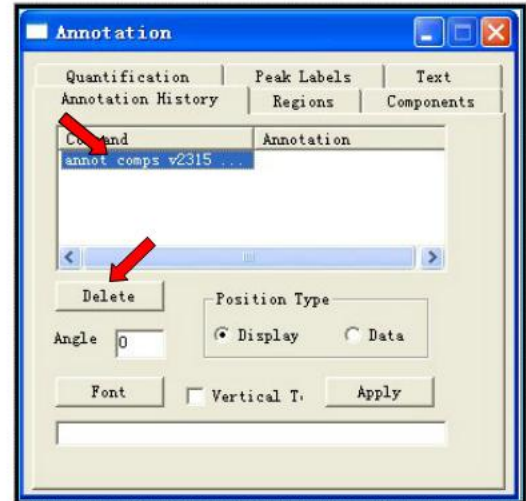 Annotation
Quantification Peak Labels Text
Annotation History Regions Components
Annotation
annot comps v2315 ...
Delete
Position Type
Angle 0 Display Data
Font Vertical T Apply